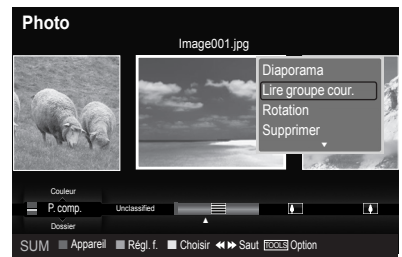 Photo
Image001.jpg
Diaporama
Lire groupe cour.
Rotation
Supprimer
Couleur
P. comp.
Unclassified
Dossier
SUM Appareil Régl. f. Choisir Saut TOOLS Option